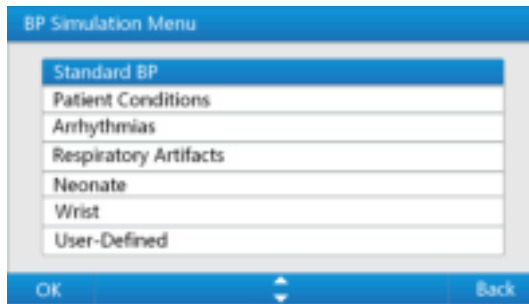 BP Simulation Menu
Standard BP
Patient Conditions
Arrhythmias
Respiratory Artifacts
Neonate
Wrist
User-Defined
OK Back